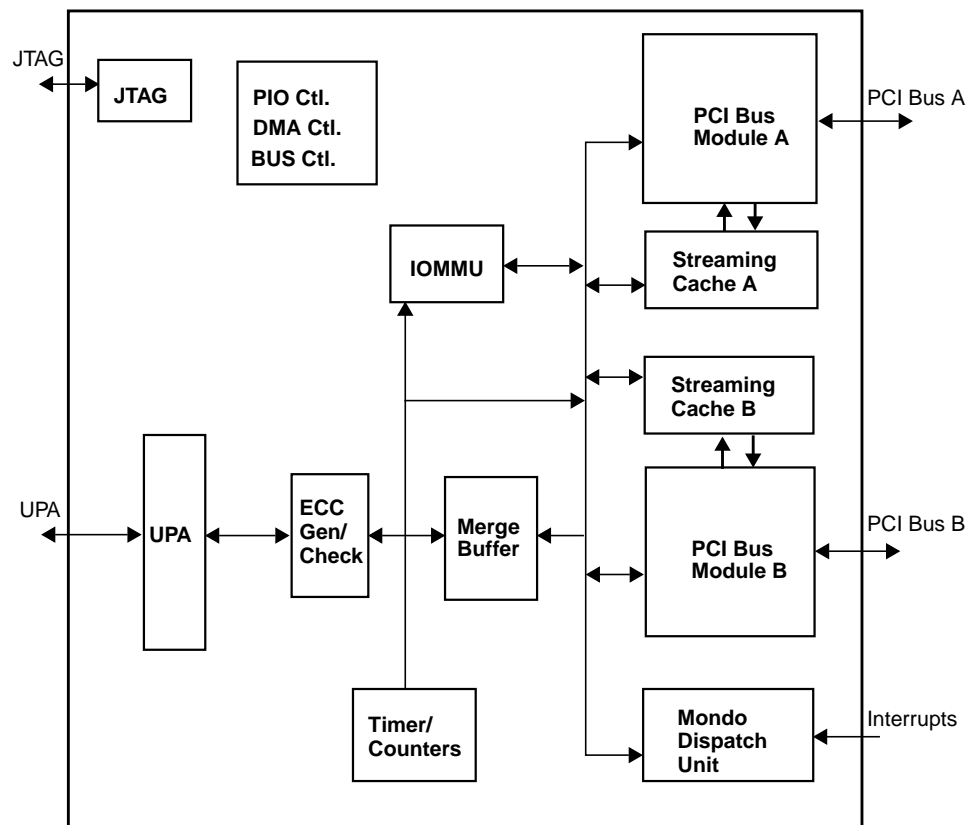 JTAG
JTAG
PIO Ctl.
DMA Ctl.
BUS Ctl.
PCI Bus
Module A
PCI Bus A
IOMMU
Streaming
Cache A
Streaming
Cache B
UPA
UPA
ECC
Gen/
Check
Merge
Buffer
PCI Bus
Module B
PCI Bus B
Timer/
Counters
Mondo
Dispatch
Unit
Interrupts